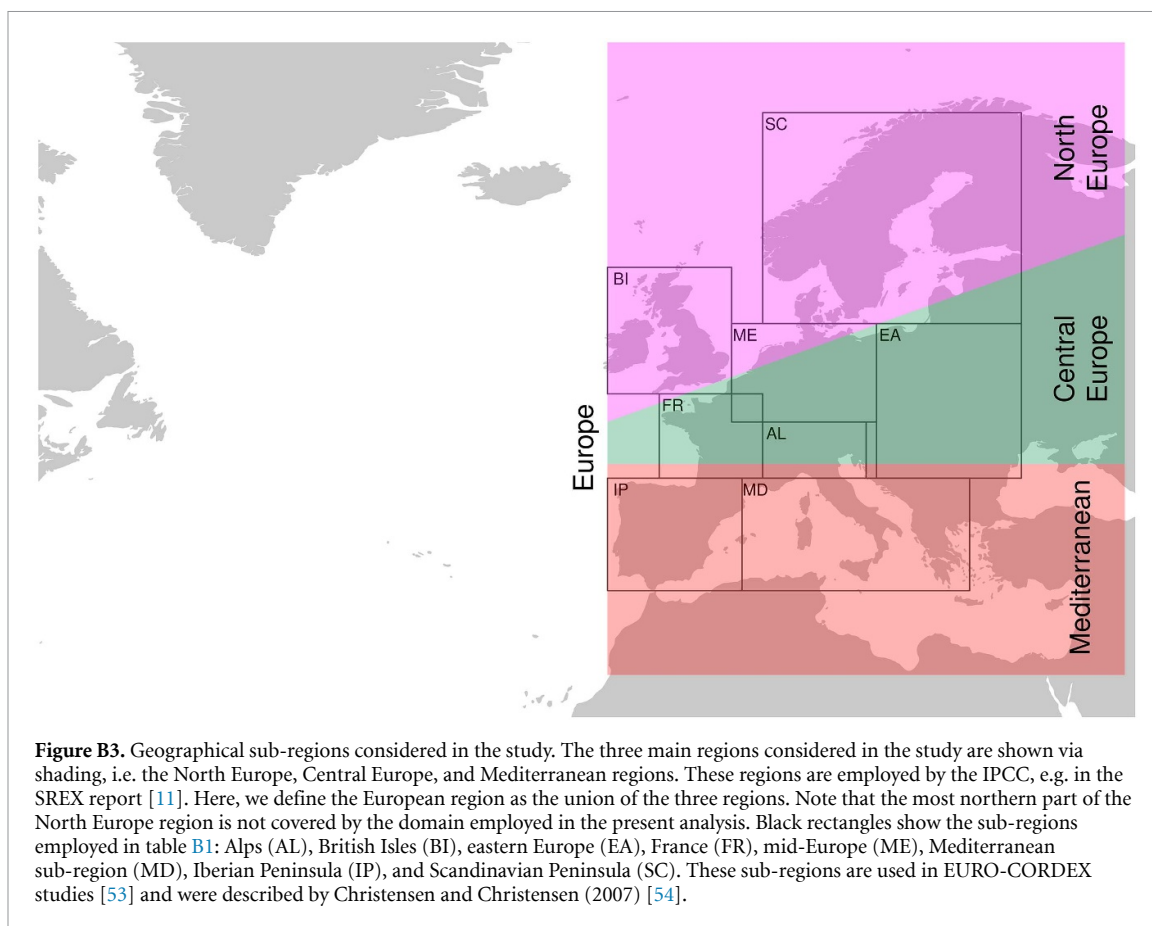 SC
North
Europe
BI
ME
EA
Central
Europe
FR
AL
Europe
IP
MD
Mediterranean
Figure B3. Geographical sub-regions considered in the study. The three main regions considered in the study are shown via
shading, i.e. the North Europe, Central Europe, and Mediterranean regions. These regions are employed by the IPCC, e.g. in the
SREX report [11]. Here, we define the European region as the union of the three regions. Note that the most northern part of the
North Europe region is not covered by the domain employed in the present analysis. Black rectangles show the sub-regions
employed in table B1: Alps (AL), British Isles (BI), eastern Europe (EA), France (FR), mid-Europe (ME), Mediterranean
sub-region (MD), Iberian Peninsula (IP), and Scandinavian Peninsula (SC). These sub-regions are used in EURO-CORDEX
studies [53] and were described by Christensen and Christensen (2007) [54].